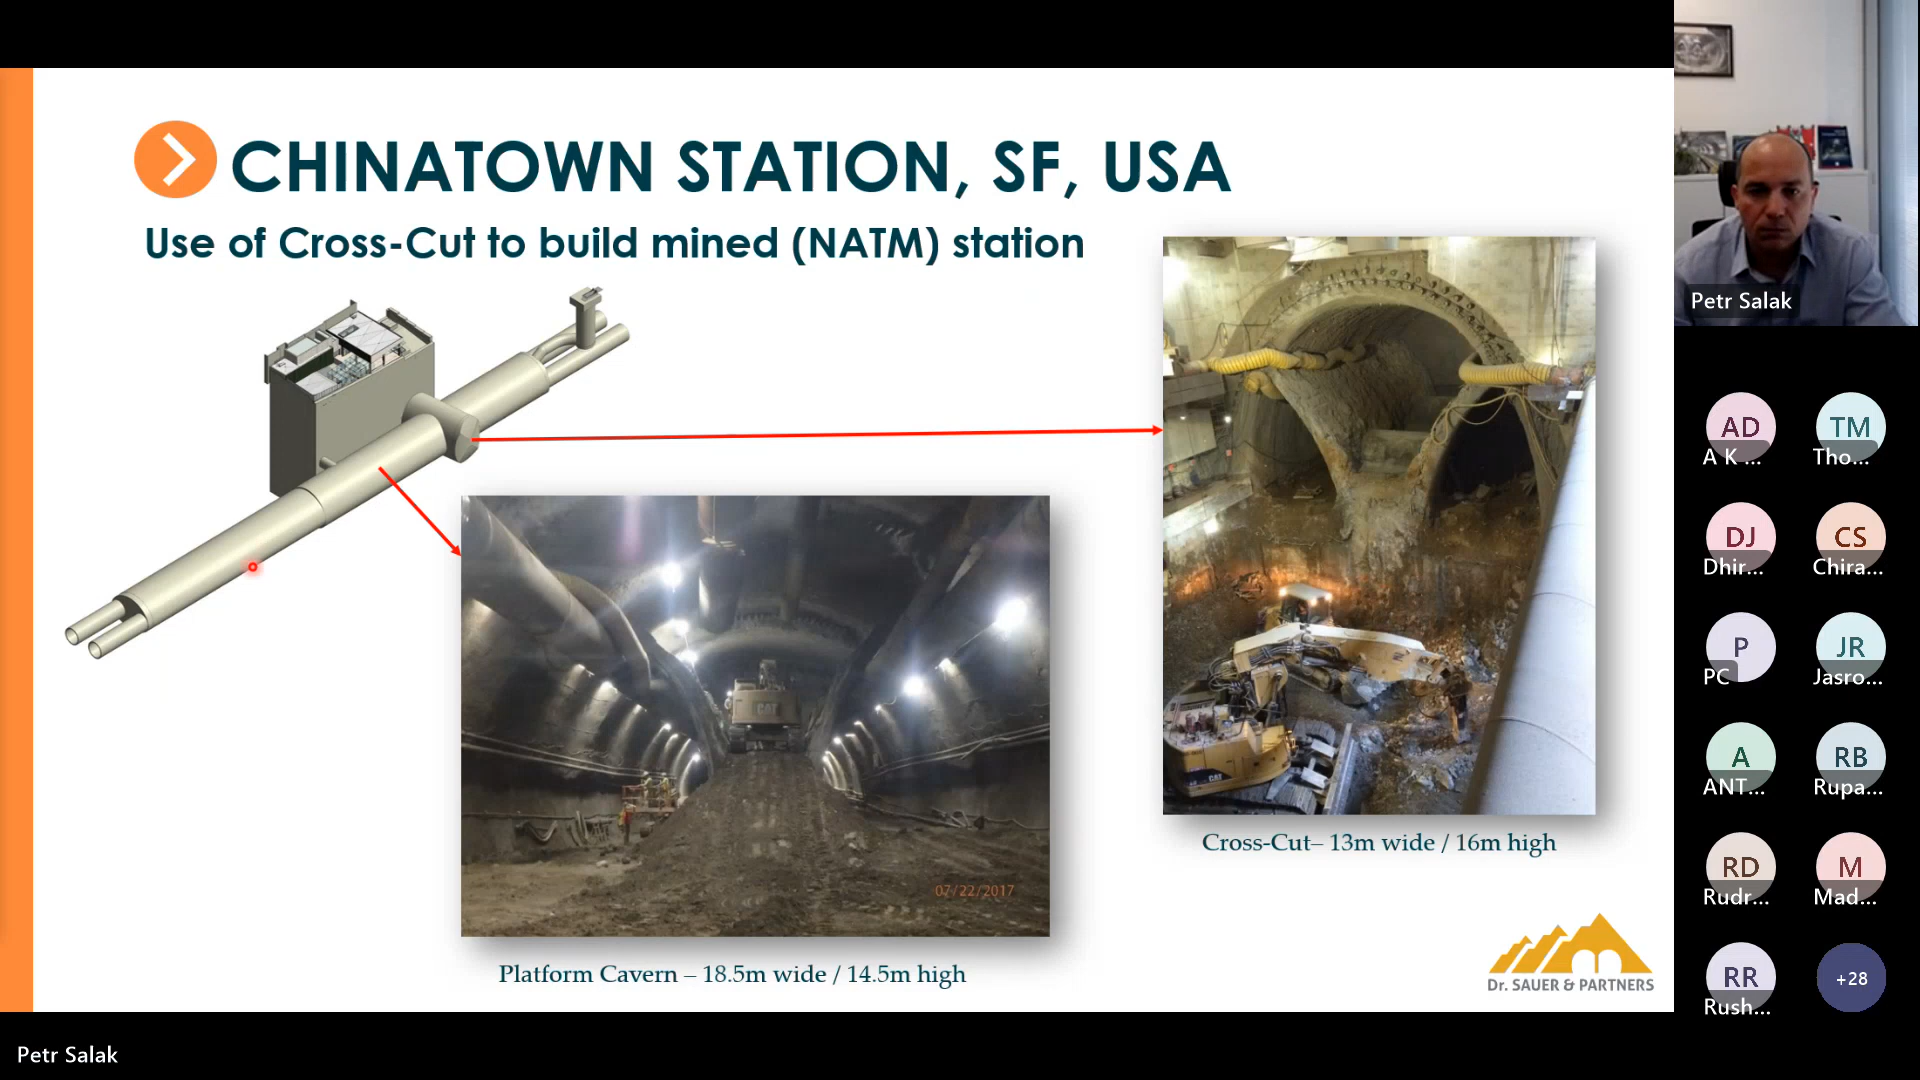 CHINATOWN STATION, SF, USA
Use of Cross-Cut to build mined (NATM) station
CAT
07/22/2017
CAT
Platform Cavern – 18.5m wide / 14.5m high
Cross-Cut– 13m wide / 16m high
Dr. SAUER & PARTNERS
Petr Salak
AD
A K ...
TM
Tho...
DJ
Dhir...
CS
Chira...
P
PC
JR
Jasro...
A
ANT...
RB
Rupa...
RD
Rudr...
M
Mad...
RR
Rush...
+28
Petr Salak